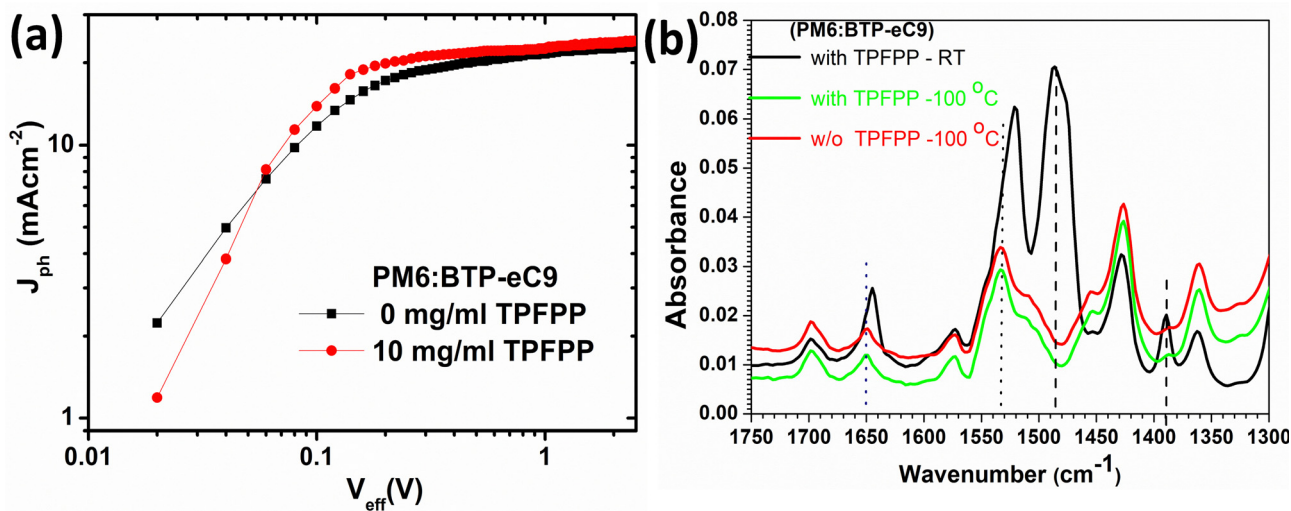 (a)
10
1
J_ph (mAcm⁻²)
PM6:BTP-eC9
0 mg/ml TPFPP
10 mg/ml TPFPP
0.01 0.1 1
V_eff(V)
(b)
0.08
0.07
0.06
0.05
0.04
0.03
0.02
0.01
0.00
Absorbance
(PM6:BTP-eC9)
with TPFPP - RT
with TPFPP -100 °C
w/o TPFPP -100 °C
1750 1700 1650 1600 1550 1500 1450 1400 1350 1300
Wavenumber (cm⁻¹)